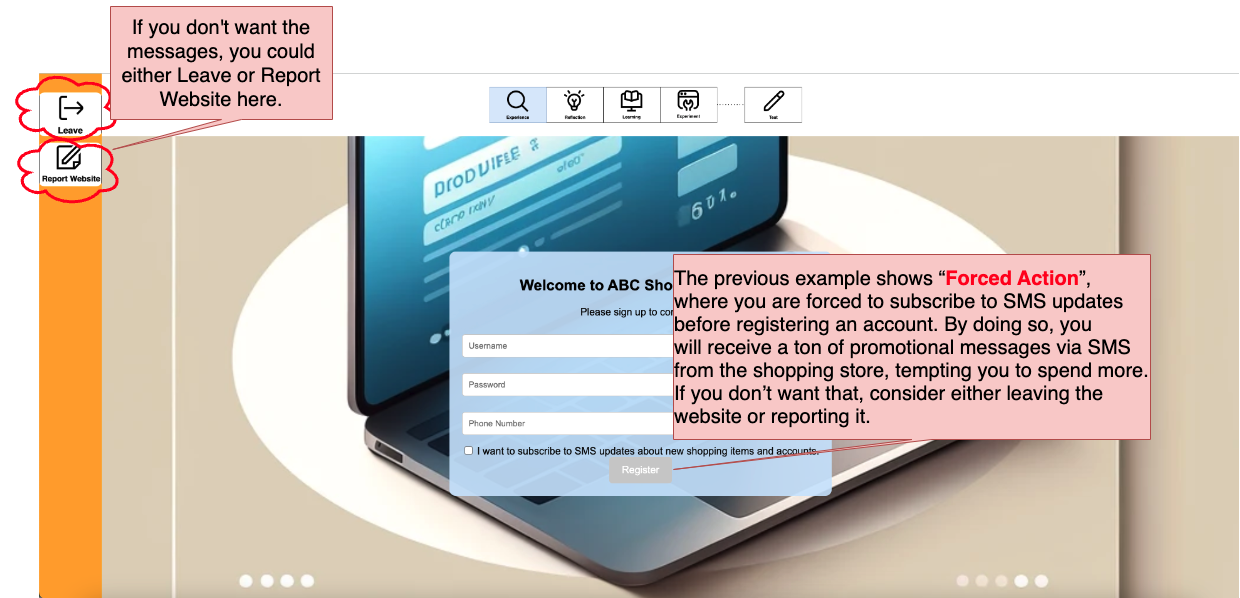 If you don't want the
messages, you could
either Leave or Report
Website here.
Leave
Report Website
Experience
Reflection
Learning
Experiment
Test
Welcome to ABC Sho
Please sign up to con
Username
Password
Phone Number
I want to subscribe to SMS updates about new shopping items and accounts.
Register
The previous example shows “Forced Action”,
where you are forced to subscribe to SMS updates
before registering an account. By doing so, you
will receive a ton of promotional messages via SMS
from the shopping store, tempting you to spend more.
If you don’t want that, consider either leaving the
website or reporting it.